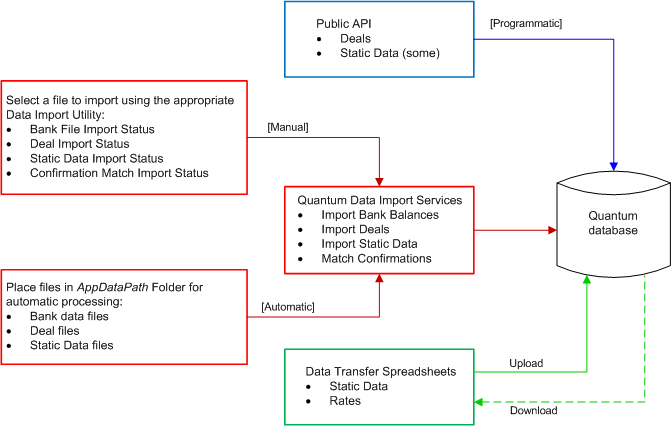 Public API
• Deals
• Static Data (some)
[Programmatic]
Select a file to import using the appropriate
Data Import Utility:
• Bank File Import Status
• Deal Import Status
• Static Data Import Status
• Confirmation Match Import Status
[Manual]
Quantum Data Import Services
• Import Bank Balances
• Import Deals
• Import Static Data
• Match Confirmations
Quantum
database
Place files in AppDataPath Folder for
automatic processing:
• Bank data files
• Deal files
• Static Data files
[Automatic]
Data Transfer Spreadsheets
• Static Data
• Rates
Upload
Download